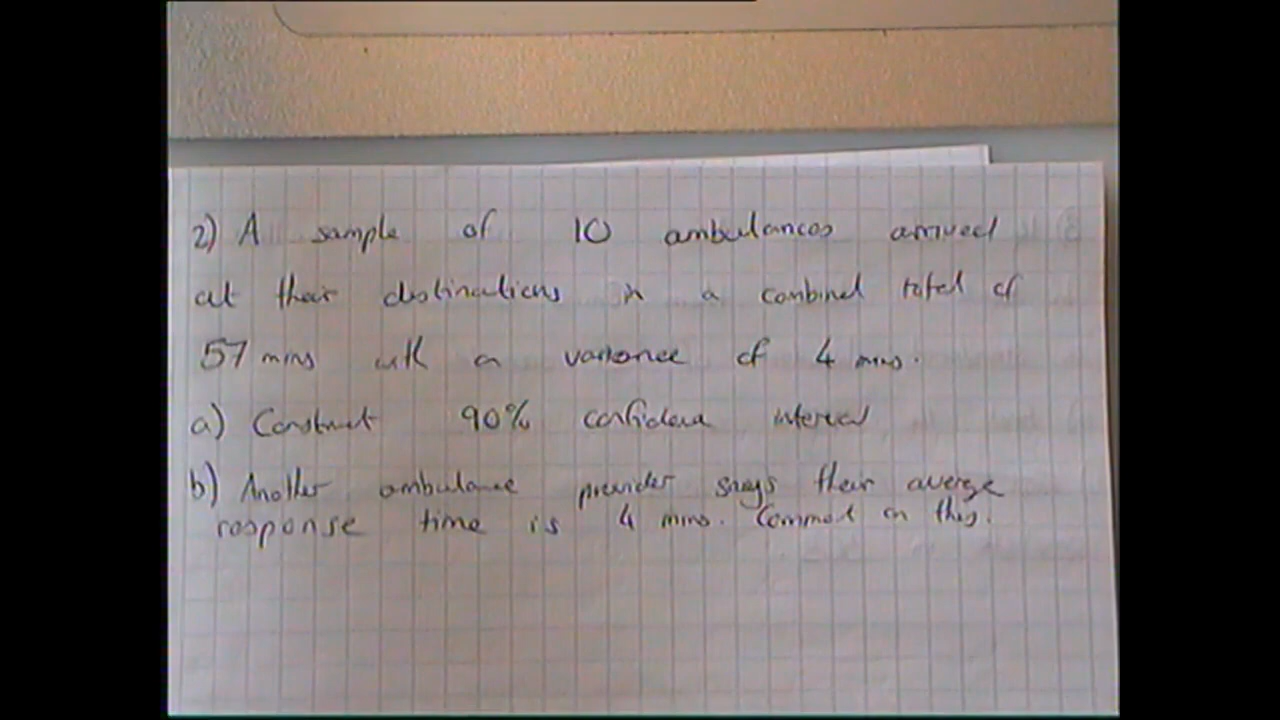 2) A sample of 10 ambulances arrived
at their destinations in a combined total of
57 mins with a variance of 4 mins.
a) Construct 90% confidence interval
b) Another ambulance provider says their average
response time is 4 mins. Comment on this.